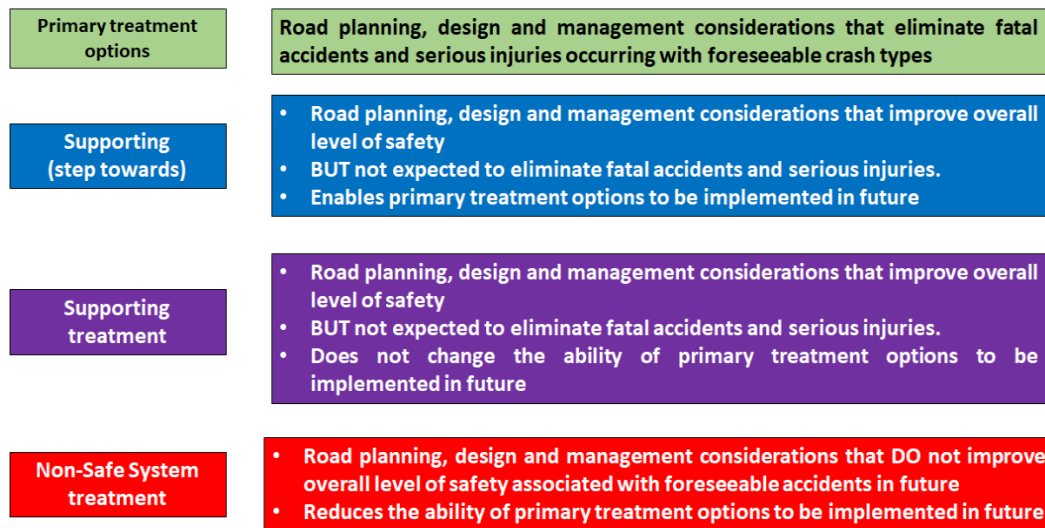 Primary treatment
options
Road planning, design and management considerations that eliminate fatal
accidents and serious injuries occurring with foreseeable crash types
Supporting
(step towards)
• Road planning, design and management considerations that improve overall
level of safety
• BUT not expected to eliminate fatal accidents and serious injuries.
• Enables primary treatment options to be implemented in future
Supporting
treatment
• Road planning, design and management considerations that improve overall
level of safety
• BUT not expected to eliminate fatal accidents and serious injuries.
• Does not change the ability of primary treatment options to be
implemented in future
Non-Safe System
treatment
• Road planning, design and management considerations that DO not improve
overall level of safety associated with foreseeable accidents in future
• Reduces the ability of primary treatment options to be implemented in future